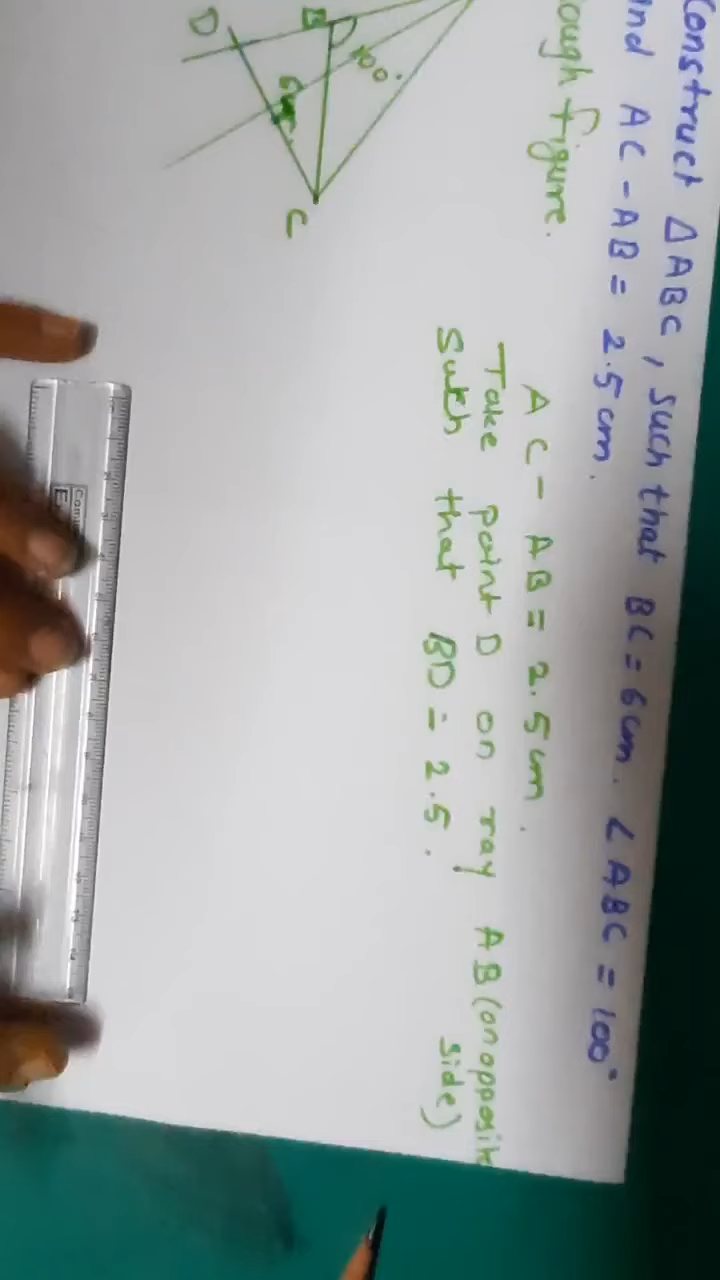 Construct △ABC, such that BC = 6cm. ∠ABC = 100°
and AC - AB = 2.5 cm.
ough figure.
AC - AB = 2.5 cm.
Take point D on ray AB (on opposite
such that BD = 2.5. side)
D
B
100°
C